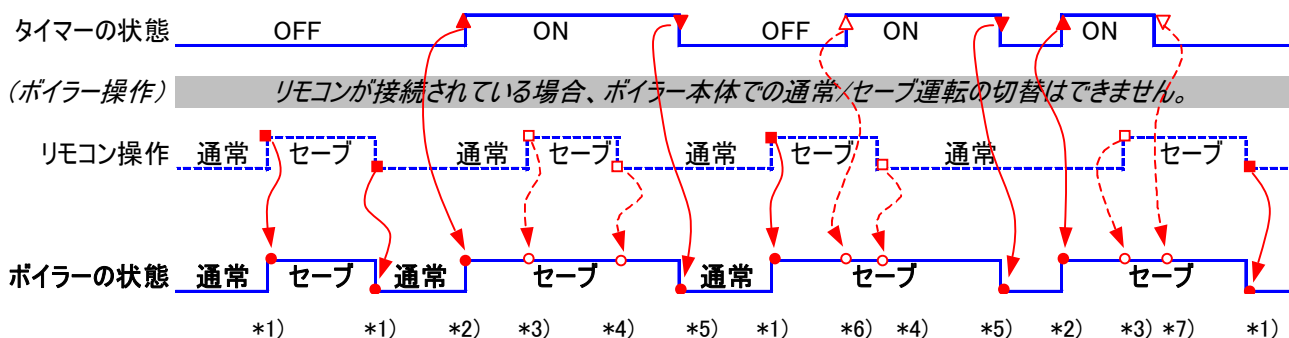 タイマーの状態 OFF ON OFF ON ON
(ボイラー操作) リモコンが接続されている場合、ボイラー本体での通常/セーブ運転の切替はできません。
リモコン操作 通常 セーブ 通常 セーブ 通常 セーブ 通常 セーブ
ボイラーの状態 通常 セーブ 通常 セーブ 通常 セーブ セーブ
*1) *1) *2) *3) *4) *5) *1) *6) *4) *5) *2) *3) *7) *1)